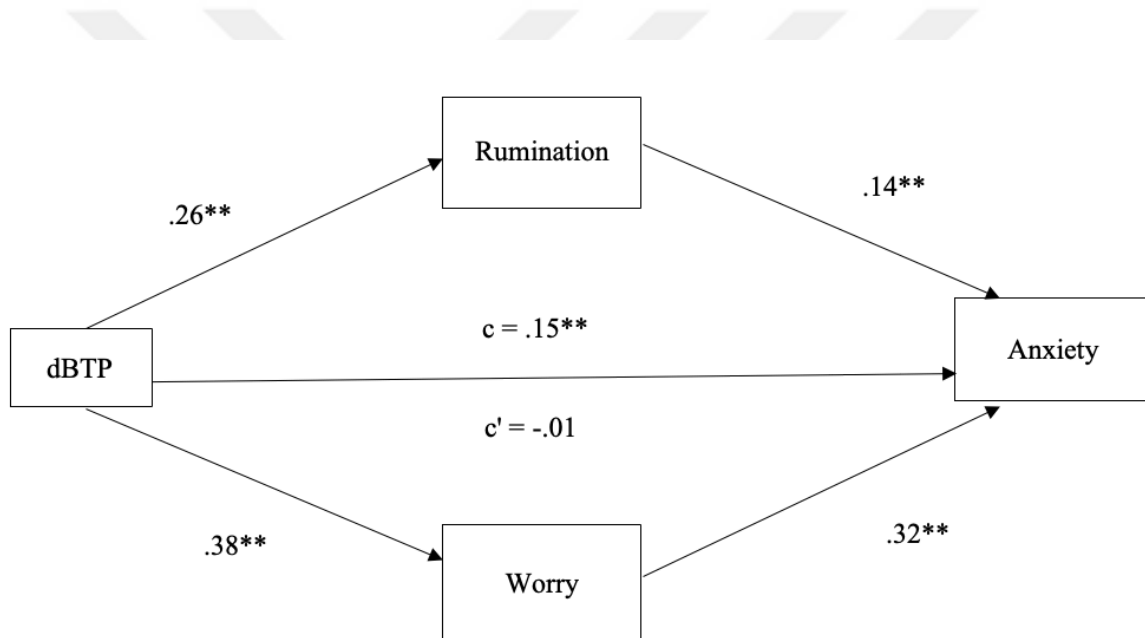 Rumination
.14**
.26**
c = .15**
dBTP
Anxiety
c' = -.01
.38**
.32**
Worry